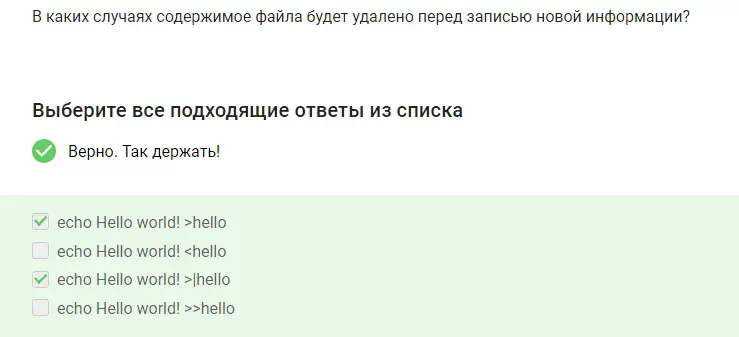 В каких случаях содержимое файла будет удалено перед записью новой информации?
Выберите все подходящие ответы из списка
Верно. Так держать!
echo Hello world! >hello
echo Hello world! <hello
echo Hello world! >|hello
echo Hello world! >>hello